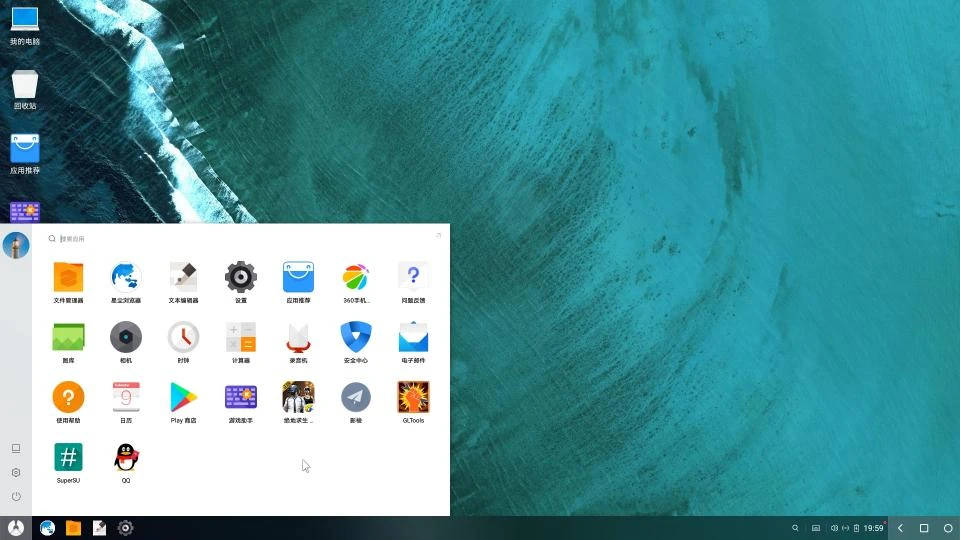 我的电脑
回收站
应用推荐
搜索应用
文件管理器
星尘浏览器
文本编辑器
设置
应用推荐
360手机...
问题反馈
图库
相机
时钟
计算器
录音机
安全中心
电子邮件
使用帮助
日历
Play 商店
游戏助手
绝地求生 ...
影梭
GLTools
SuperSU
QQ
19:59